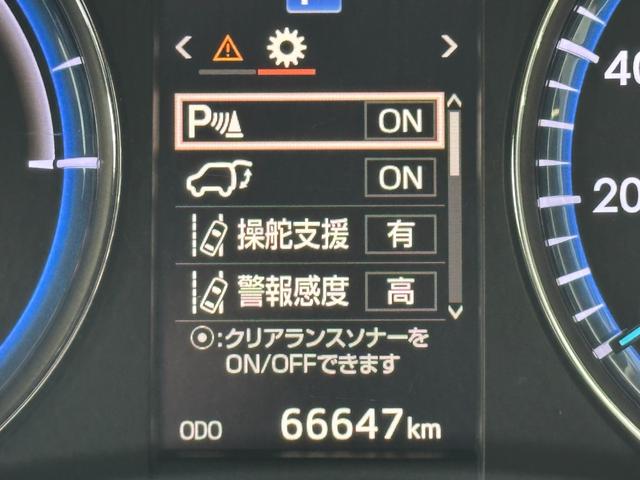 P ON
ON
操舵支援 有
警報感度 高
⦿:クリアランスソナーを
ON/OFFできます
ODO 66647km
40
20